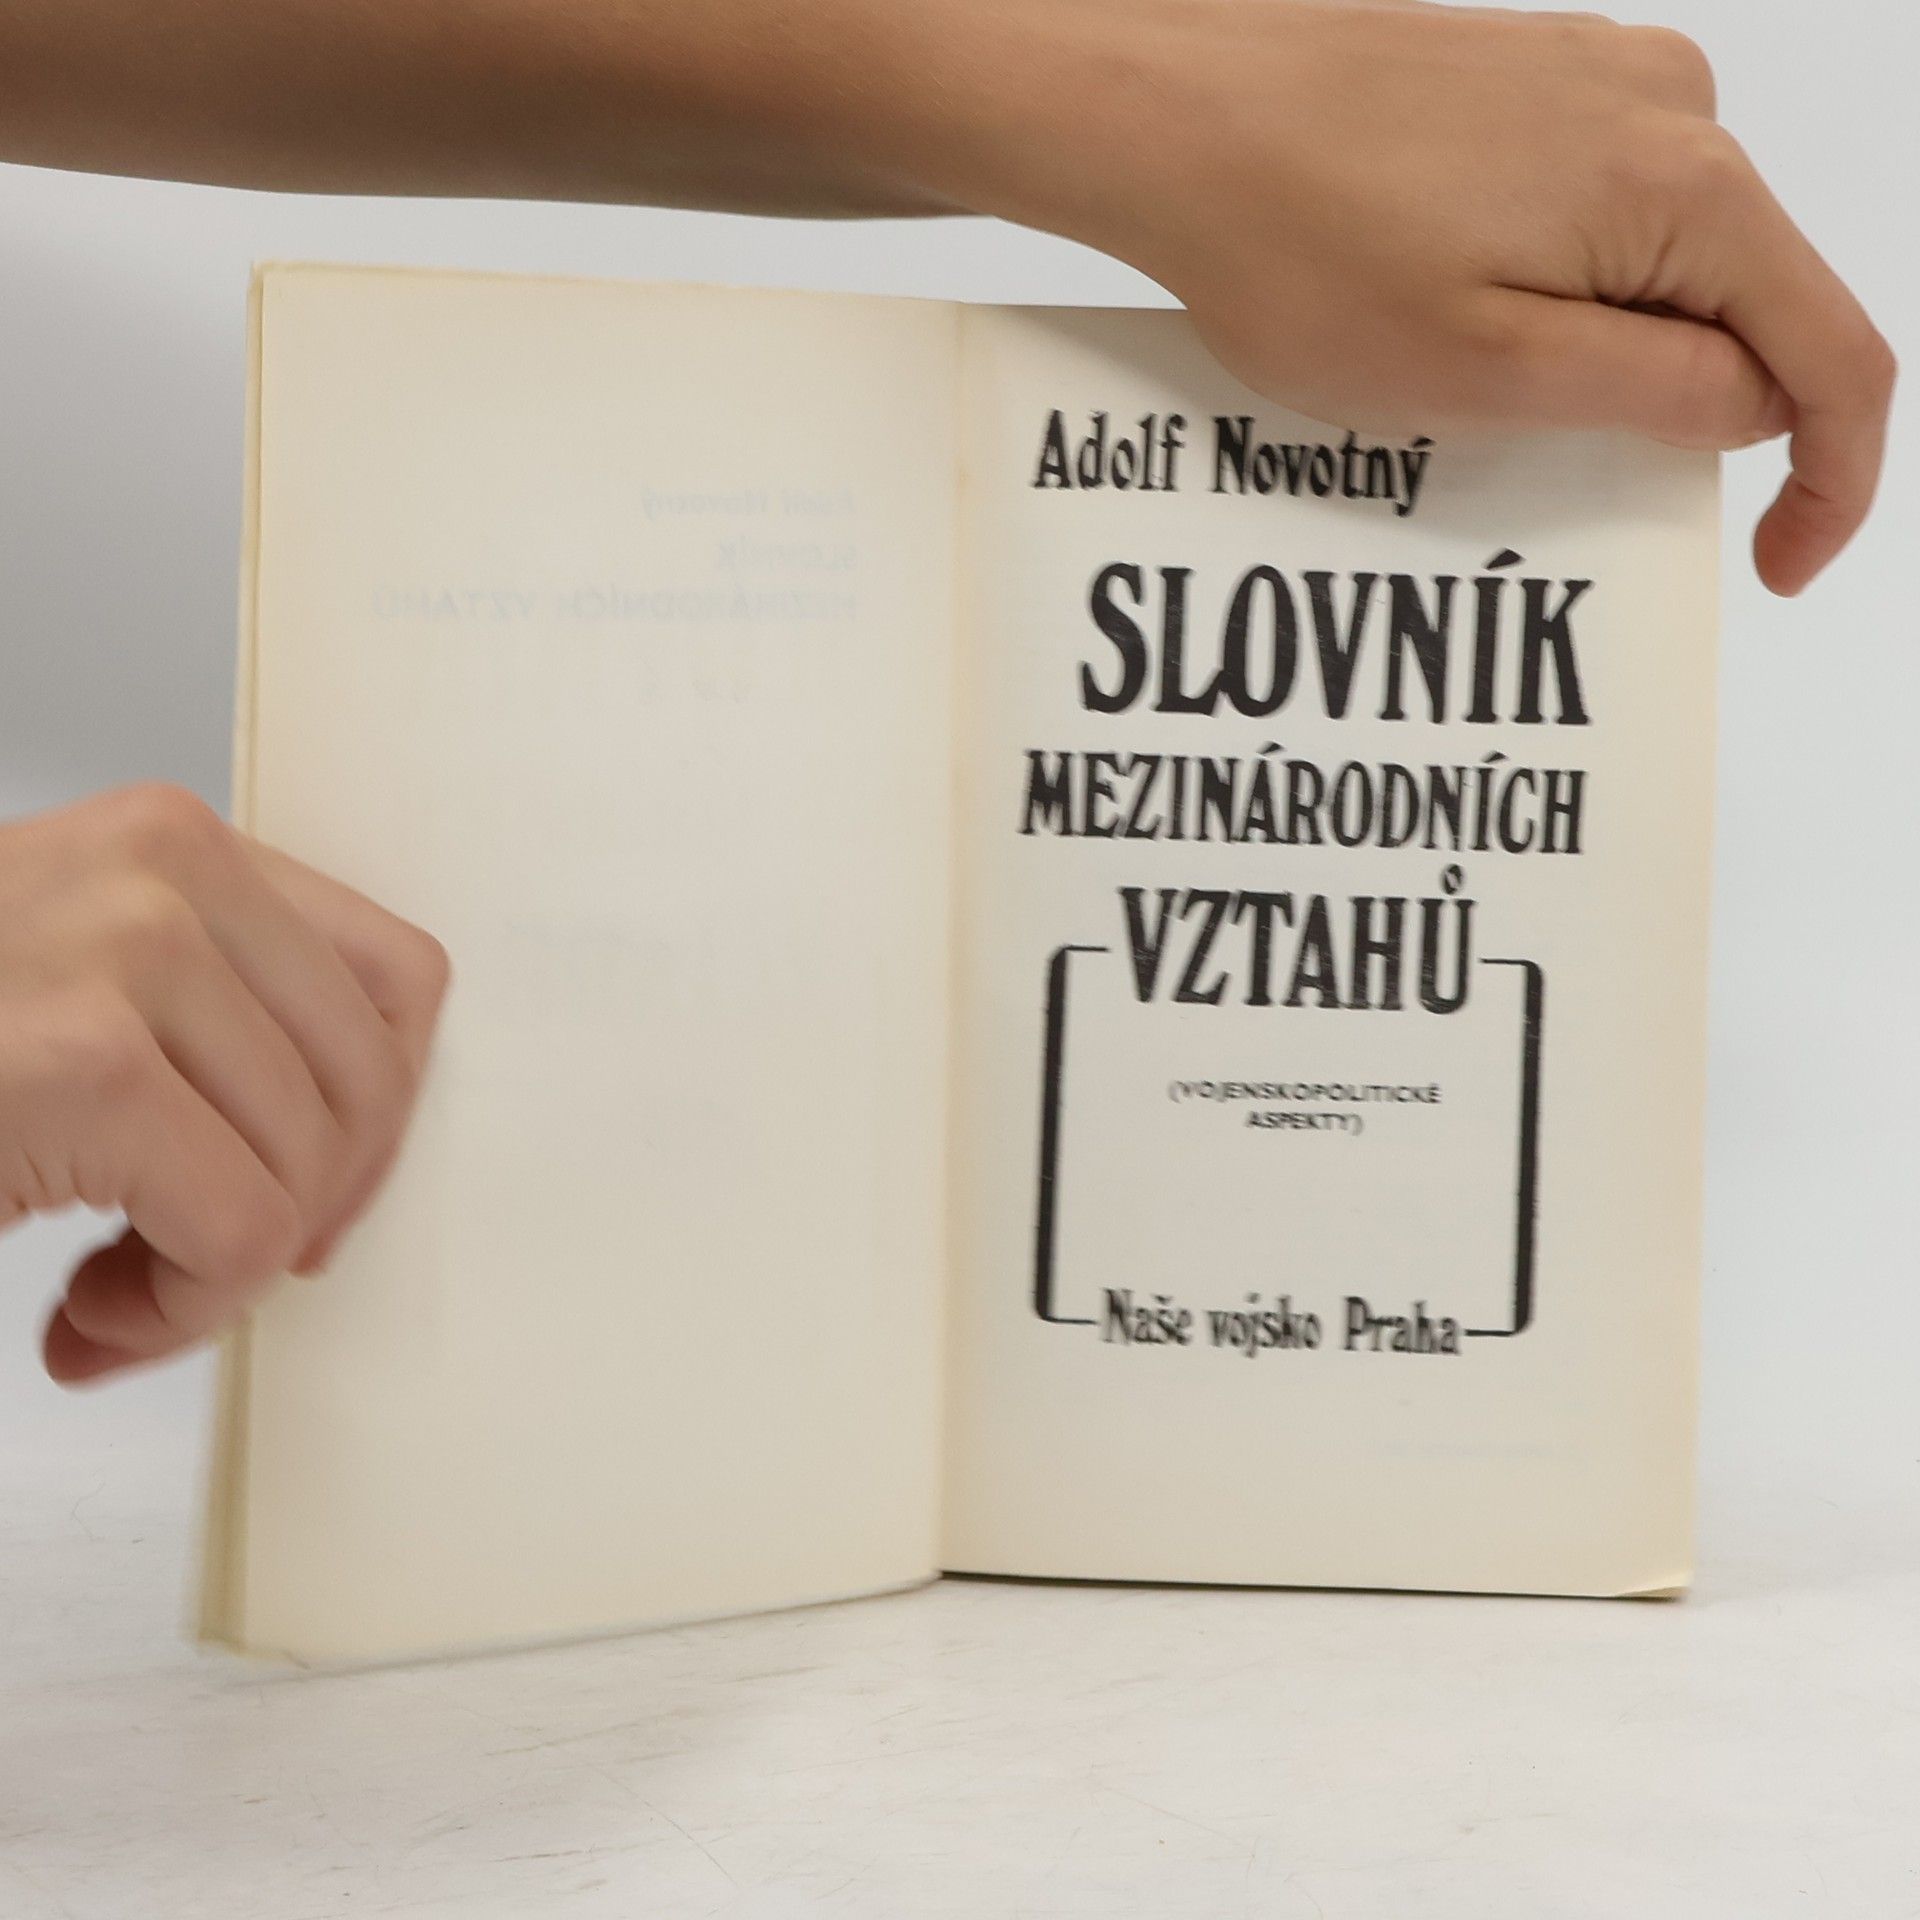 Adolf Novotný
SLOVNÍK
MEZINÁRODNÍCH
VZTAHŮ
(VOJENSKOPOLITICKÉ
ASPEKTY)
Naše vojsko Praha